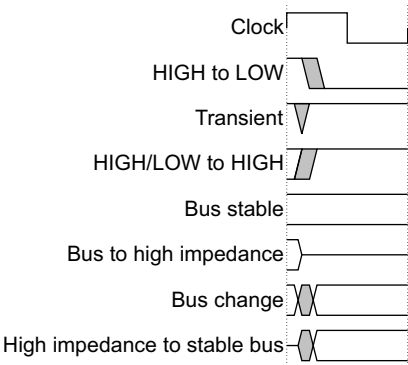 Clock
HIGH to LOW
Transient
HIGH/LOW to HIGH
Bus stable
Bus to high impedance
Bus change
High impedance to stable bus